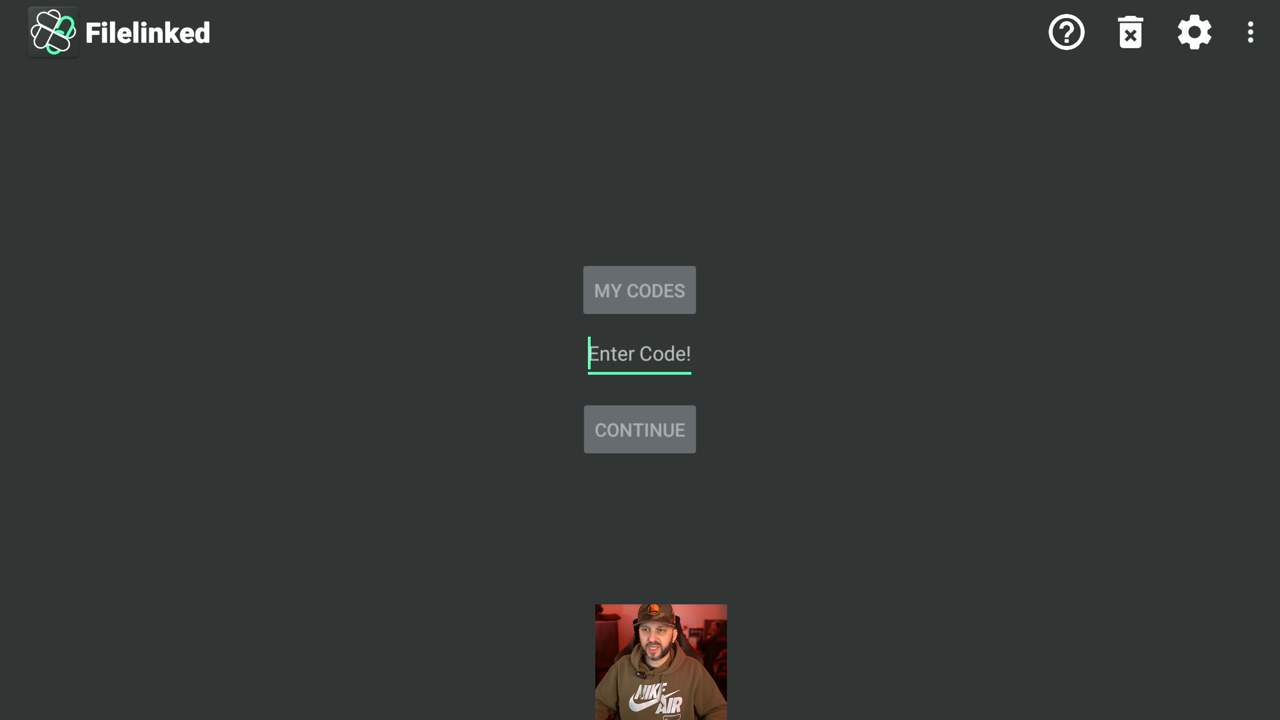 Filelinked
MY CODES
Enter Code!
CONTINUE
NIKE
AIR